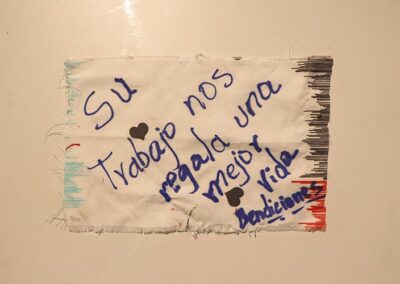 Su
Trabajo nos
regala una
mejor
vida
Bendiciones